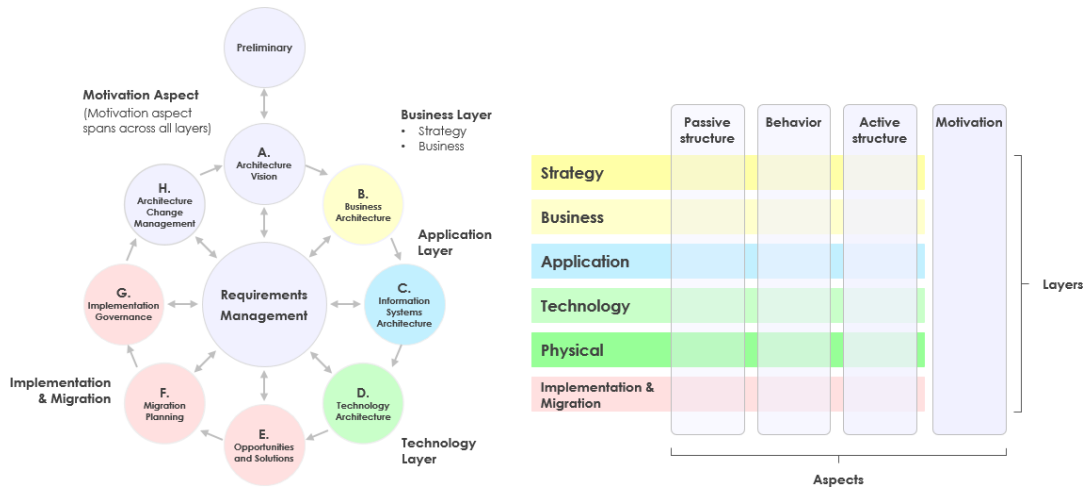 Preliminary
Motivation Aspect
(Motivation aspect
spans across all layers)
Business Layer
• Strategy
• Business
A.
Architecture
Vision
H.
Architecture
Change
Management
B.
Business
Architecture
Application
Layer
G.
Implementation
Governance
Requirements
Management
C.
Information
Systems
Architecture
Implementation
& Migration
F.
Migration
Planning
D.
Technology
Architecture
E.
Opportunities
and Solutions
Technology
Layer
Passive
structure
Behavior
Active
structure
Motivation
Strategy
Business
Application
Technology
Physical
Implementation &
Migration
Layers
Aspects